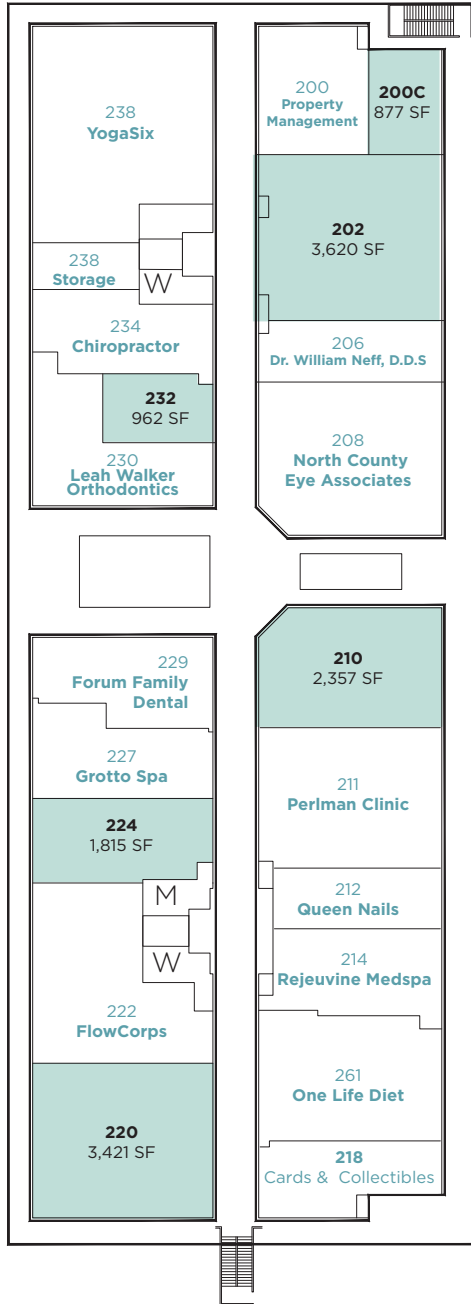 238
YogaSix
238
Storage
W
234
Chiropractor
232
962 SF
230
Leah Walker
Orthodontics
200
Property
Management
200C
877 SF
202
3,620 SF
206
Dr. William Neff, D.D.S
208
North County
Eye Associates
229
Forum Family
Dental
227
Grotto Spa
224
1,815 SF
M
W
222
FlowCorps
220
3,421 SF
210
2,357 SF
211
Perlman Clinic
212
Queen Nails
214
Rejeuvine Medspa
261
One Life Diet
218
Cards & Collectibles